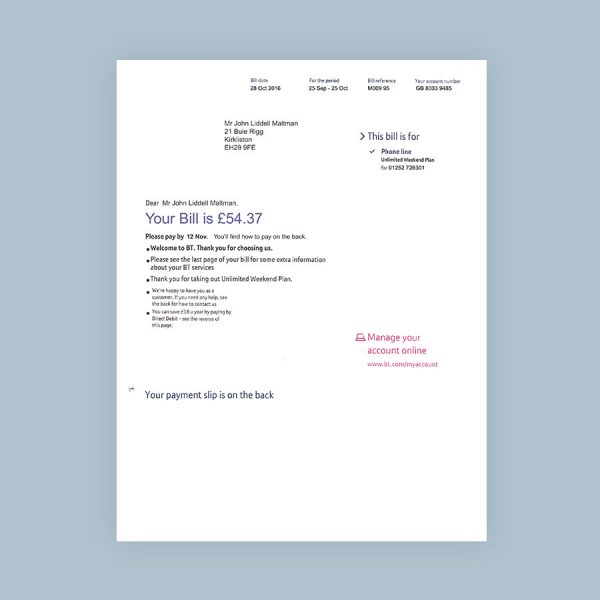 Bill date For the period Bill reference Your account number
28 Oct 2016 25 Sep - 25 Oct M009 95 GB 8033 9485
Mr John Liddell Maltman
21 Buie Rigg
Kirkliston
EH29 9FE
This bill is for
Phone line
Unlimited Weekend Plan
for 01252 726301
Dear Mr John Liddell Maltman,
Your Bill is £54.37
Please pay by 12 Nov. You'll find how to pay on the back.
Welcome to BT. Thank you for choosing us.
Please see the last page of your bill for some extra information
about your BT services
Thank you for taking out Unlimited Weekend Plan.
We're happy to have you as a
customer. If you need any help, see
the back for how to contact us
You can save £18 a year by paying by
Direct Debit - see the reverse of
this page.
Manage your
account online
www.bt.com/myaccount
Your payment slip is on the back